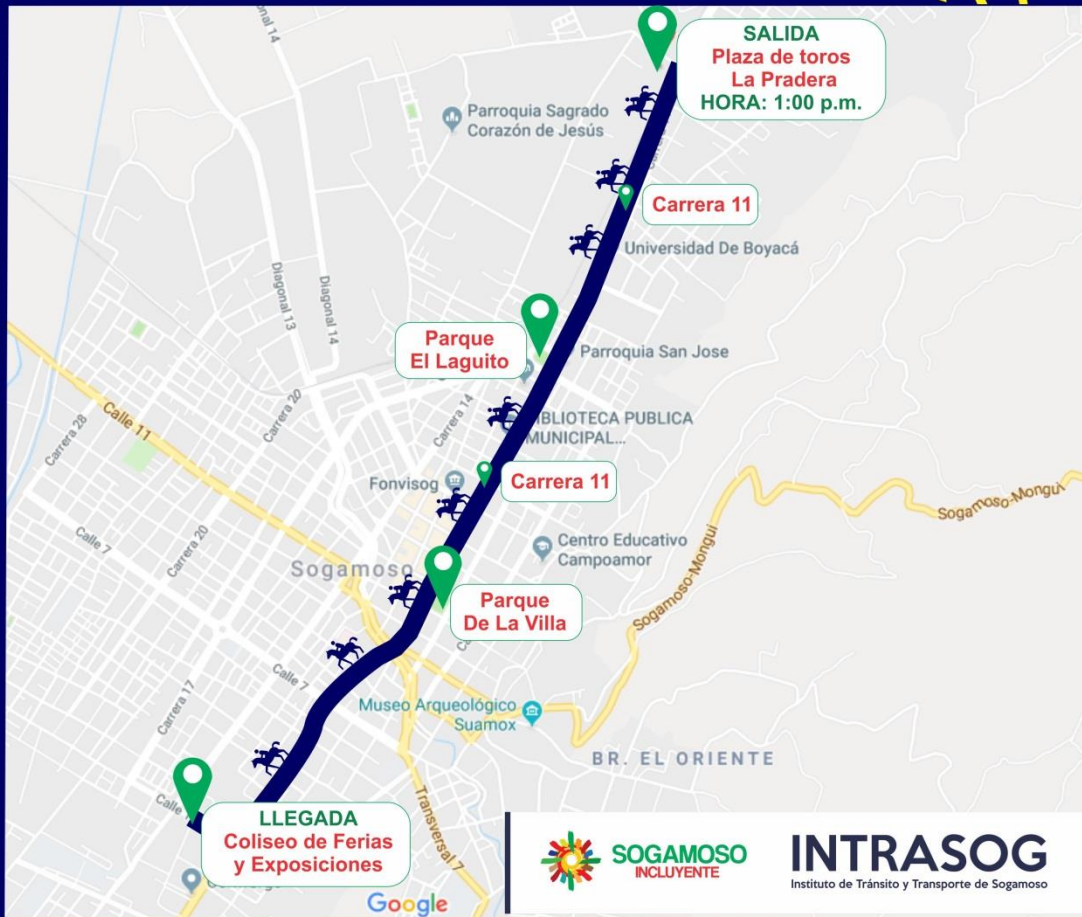 SALIDA
Plaza de toros
La Pradera
HORA: 1:00 p.m.
Diagonal 14
Parroquia Sagrado
Corazón de Jesús
Carrera 11
Universidad De Boyacá
Diagonal 13
Diagonal 14
Parque
El Laguito
Parroquia San Jose
Carrera 20
Carrera 14
Calle 11
Carrera 28
IBLIOTECA PUBLICA
MUNICIPAL...
Fonvisog
Carrera 11
Sogamoso-Mongui
Sogamoso-Mongui
Calle 7
Carrera 20
Centro Educativo
Campoamor
Sogamoso
Parque
De La Villa
Calle 7
Carrera 17
Museo Arqueológico
Suamox
BR. EL ORIENTE
Calle
LLEGADA
Coliseo de Ferias
y Exposiciones
Transversal 7
Google
SOGAMOSO
INCLUYENTE
INTRASOG
Instituto de Tránsito y Transporte de Sogamoso